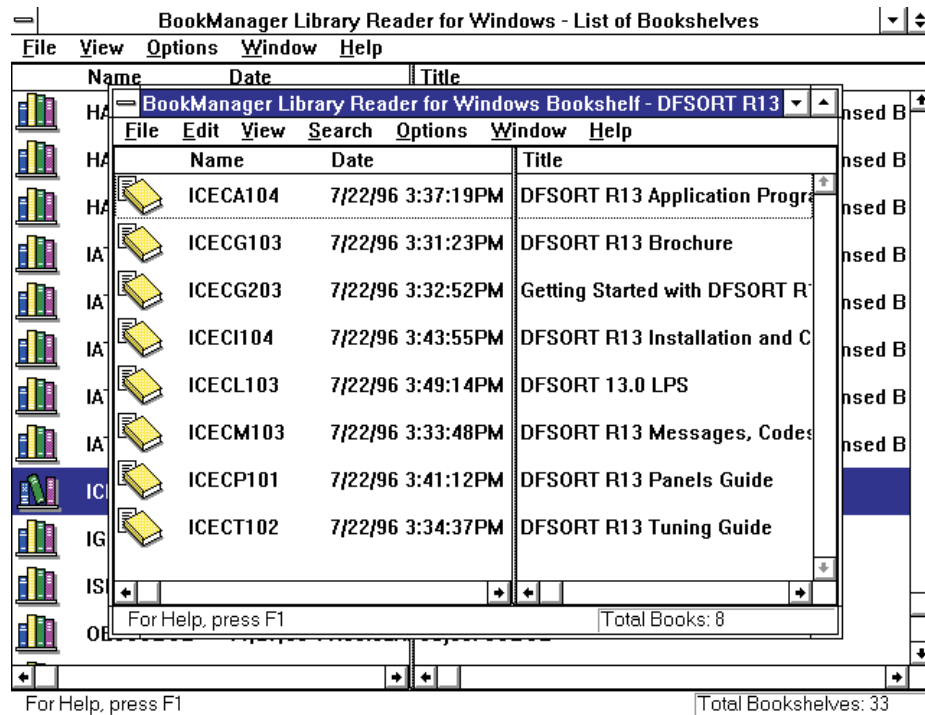 BookManager Library Reader for Windows - List of Bookshelves
File View Options Window Help
Name Date Title
BookManager Library Reader for Windows Bookshelf - DFSORT R13
File Edit View Search Options Window Help
Name Date Title
ICECA104 7/22/96 3:37:19PM DFSORT R13 Application
ICECG103 7/22/96 3:31:23PM DFSORT R13 Brochure
ICECG203 7/22/96 3:32:52PM Getting Started with DFSORT
ICECI104 7/22/96 3:43:55PM DFSORT R13 Installation and
ICECL103 7/22/96 3:49:14PM DFSORT 13.0 LPS
ICECM103 7/22/96 3:33:48PM DFSORT R13 Messages,
ICECP101 7/22/96 3:41:12PM DFSORT R13 Panels Guide
ICECT102 7/22/96 3:34:37PM DFSORT R13 Tuning Guide
For Help, press F1 Total Books: 8
For Help, press F1 Total Bookshelves: 33